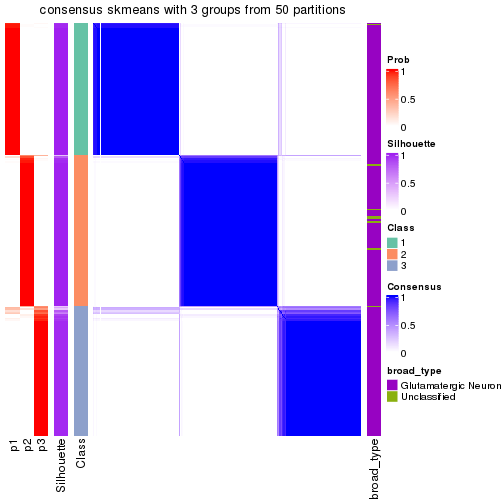 consensus skmeans with 3 groups from 50 partitions
Prob
1
0.5
0
Silhouette
1
0.5
0
Class
1
2
3
Consensus
1
0.5
0
broad_type
Glutamatergic Neuron
Unclassified
p1
p2
p3
Silhouette
Class
broad_type